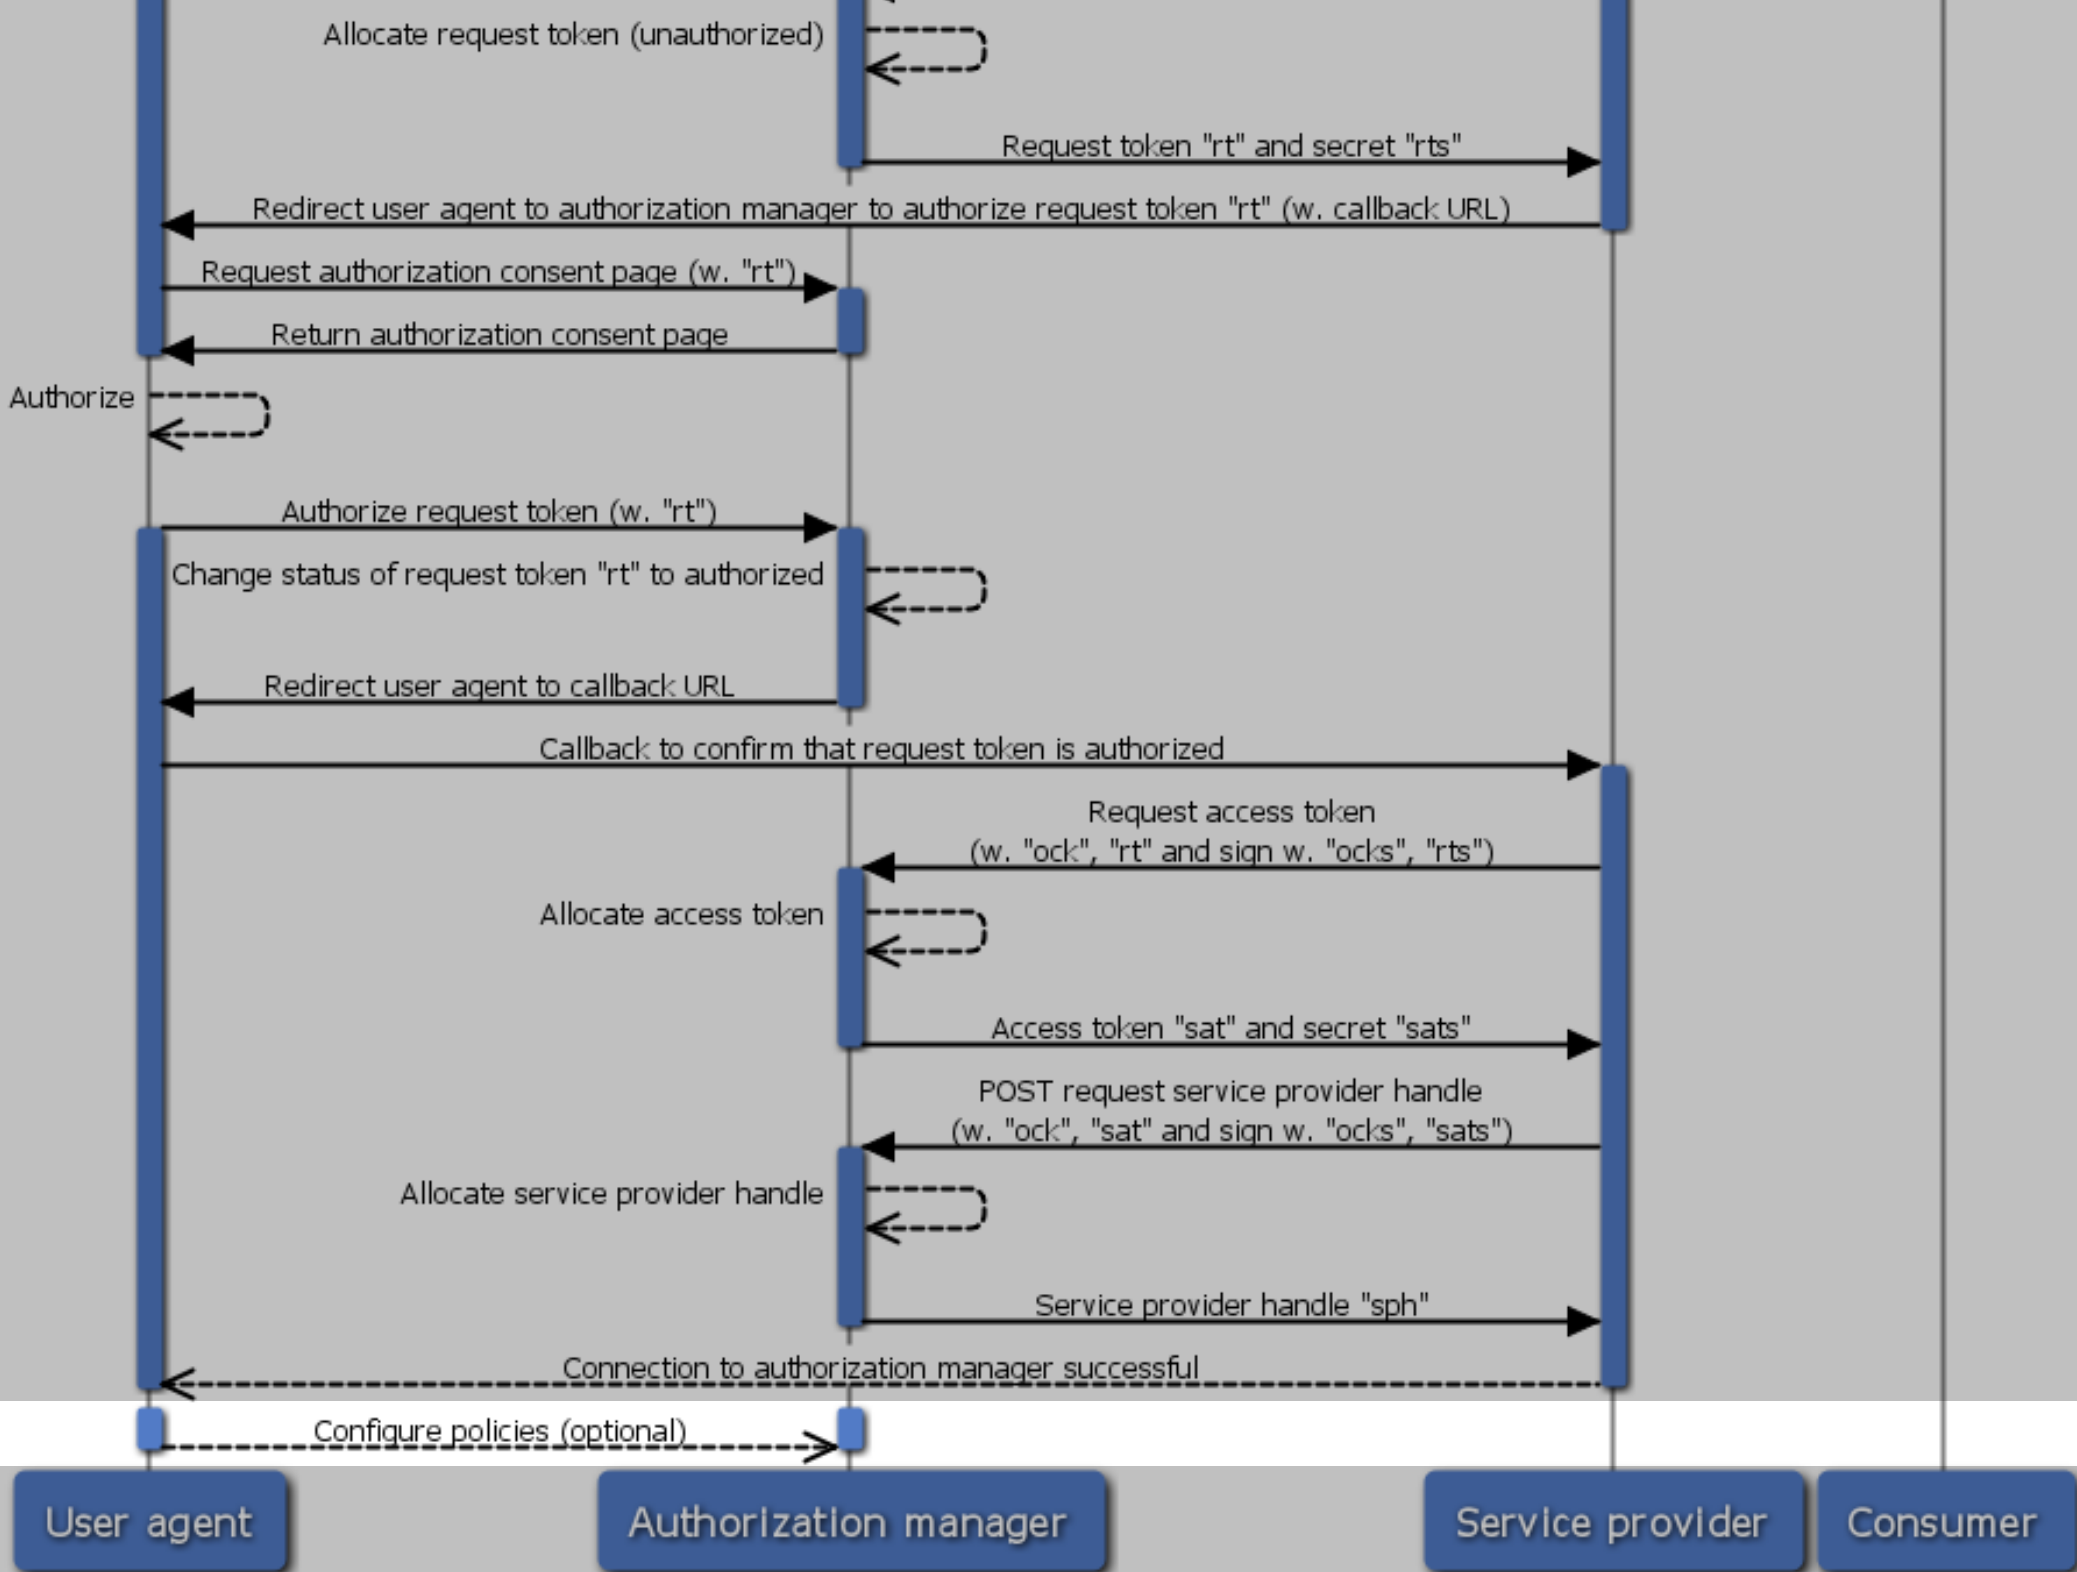 Allocate request token (unauthorized)
Request token "rt" and secret "rts"
Redirect user agent to authorization manager to authorize request token "rt" (w. callback URL)
Request authorization consent page (w. "rt")
Return authorization consent page
Authorize
Authorize request token (w. "rt")
Change status of request token "rt" to authorized
Redirect user agent to callback URL
Callback to confirm that request token is authorized
Request access token
(w. "ock", "rt" and sign w. "ocks", "rts")
Allocate access token
Access token "sat" and secret "sats"
POST request service provider handle
(w. "ock", "sat" and sign w. "ocks", "sats")
Allocate service provider handle
Service provider handle "sph"
Connection to authorization manager successful
Configure policies (optional)
User agent
Authorization manager
Service provider
Consumer